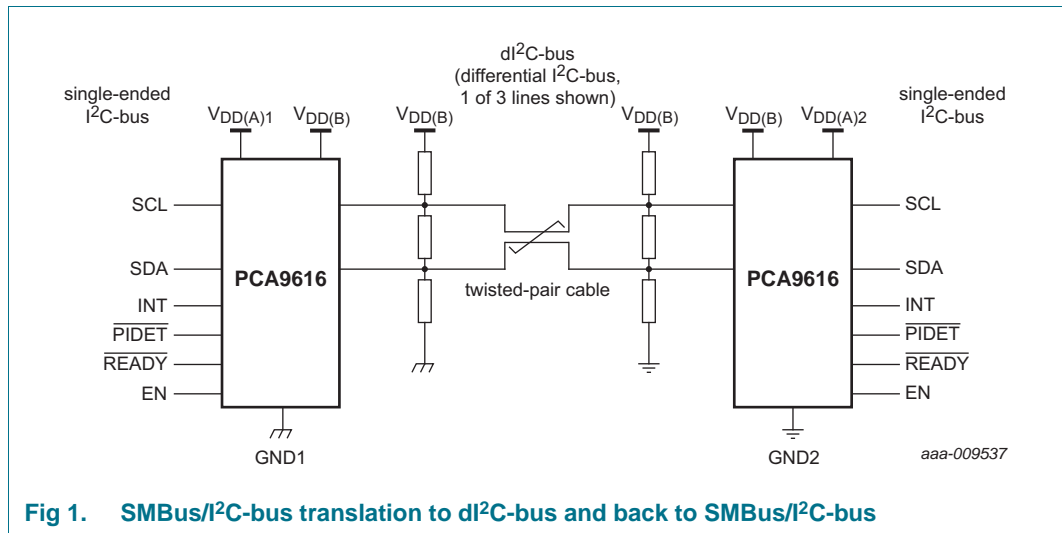 dI²C-bus
(differential I²C-bus,
1 of 3 lines shown)
single-ended
I²C-bus
single-ended
I²C-bus
VDD(A)1
VDD(B)
VDD(B)
VDD(B)
VDD(B)
VDD(A)2
SCL
SCL
SDA
PCA9616
twisted-pair cable
PCA9616
SDA
INT
INT
PIDET
PIDET
READY
READY
EN
EN
GND1
GND2
aaa-009537
Fig 1. SMBus/I²C-bus translation to dI²C-bus and back to SMBus/I²C-bus